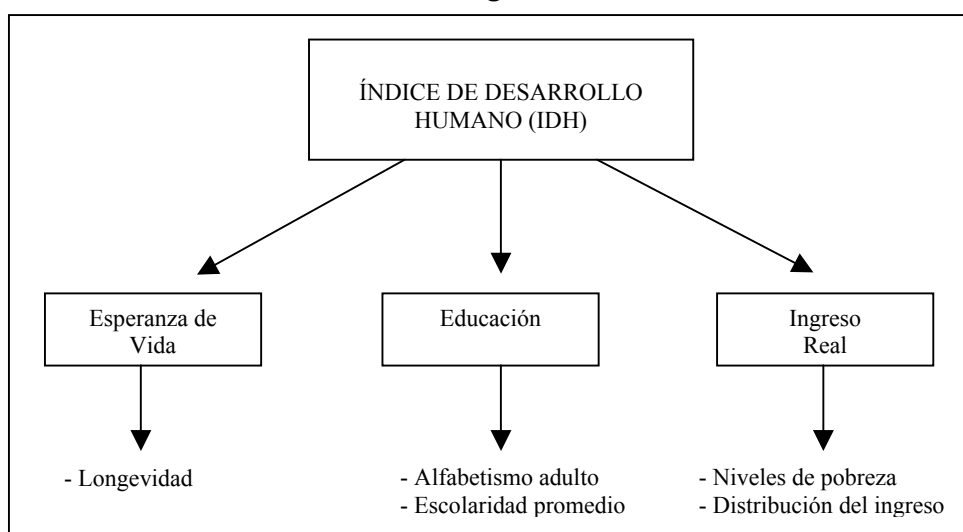 ÍNDICE DE DESARROLLO
HUMANO (IDH)
Esperanza de
Vida
Educación
Ingreso
Real
- Longevidad
- Alfabetismo adulto
- Escolaridad promedio
- Niveles de pobreza
- Distribución del ingreso